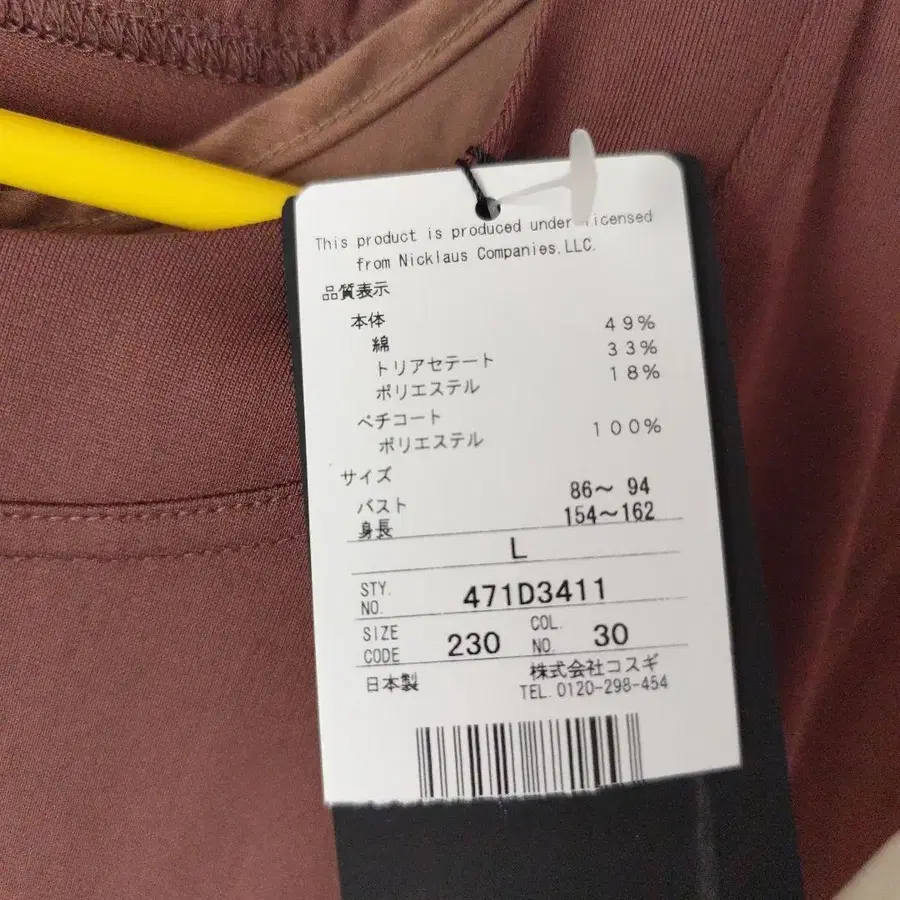 This product is produced under licensed
from Nicklaus Companies,LLC.
品質表示
本体
綿 49%
トリアセテート 33%
ポリエステル 18%
ペチコート
ポリエステル 100%
サイズ
バスト 86～ 94
身長 154～162
L
STY. NO. 471D3411
SIZE CODE 230 COL. NO. 30
日本製 株式会社コスギ
TEL.0120-298-454